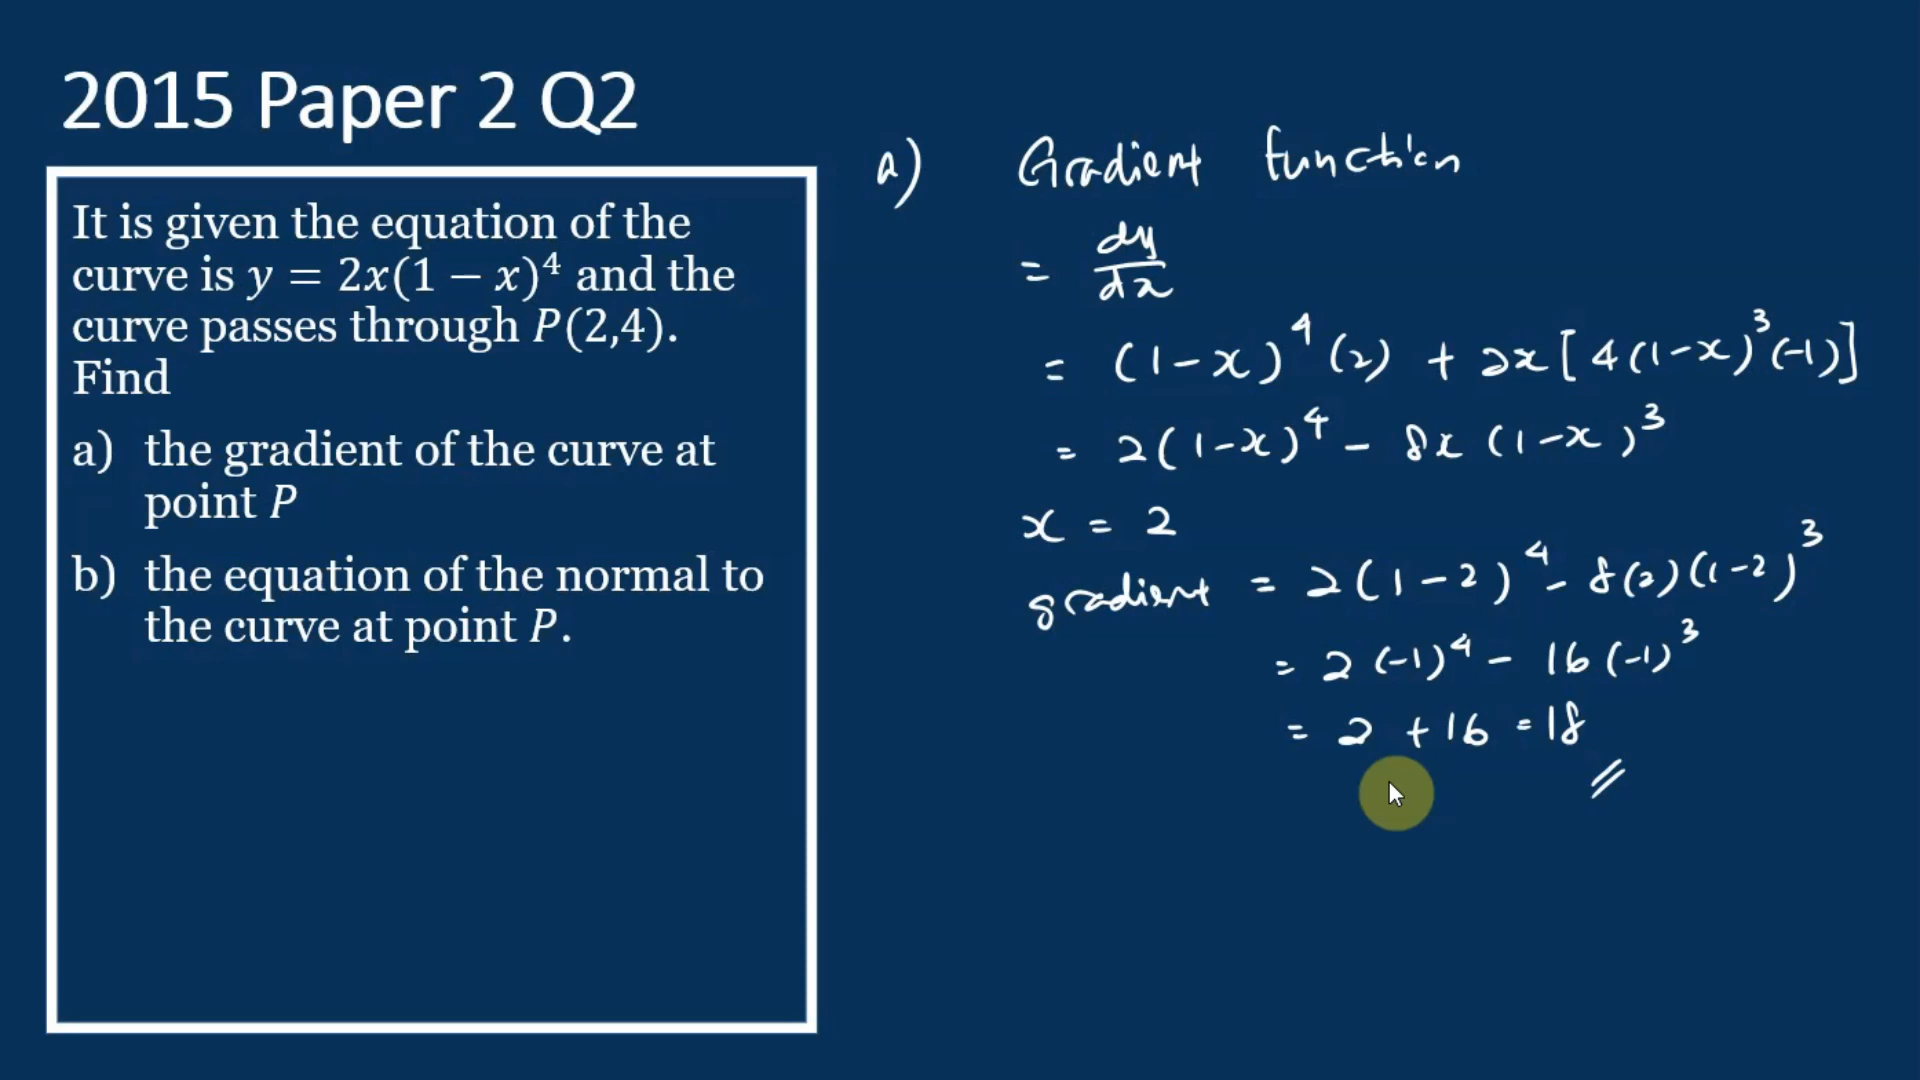 2015 Paper 2 Q2
It is given the equation of the
curve is y = 2x(1 − x)⁴ and the
curve passes through P(2,4).
Find
a) the gradient of the curve at
point P
b) the equation of the normal to
the curve at point P.
a) Gradient function
= dy/dx
= (1-x)⁴(2) + 2x[4(1-x)³(-1)]
= 2(1-x)⁴ - 8x(1-x)³
x = 2
gradient = 2(1-2)⁴ - 8(2)(1-2)³
= 2(-1)⁴ - 16(-1)³
= 2 + 16 = 18